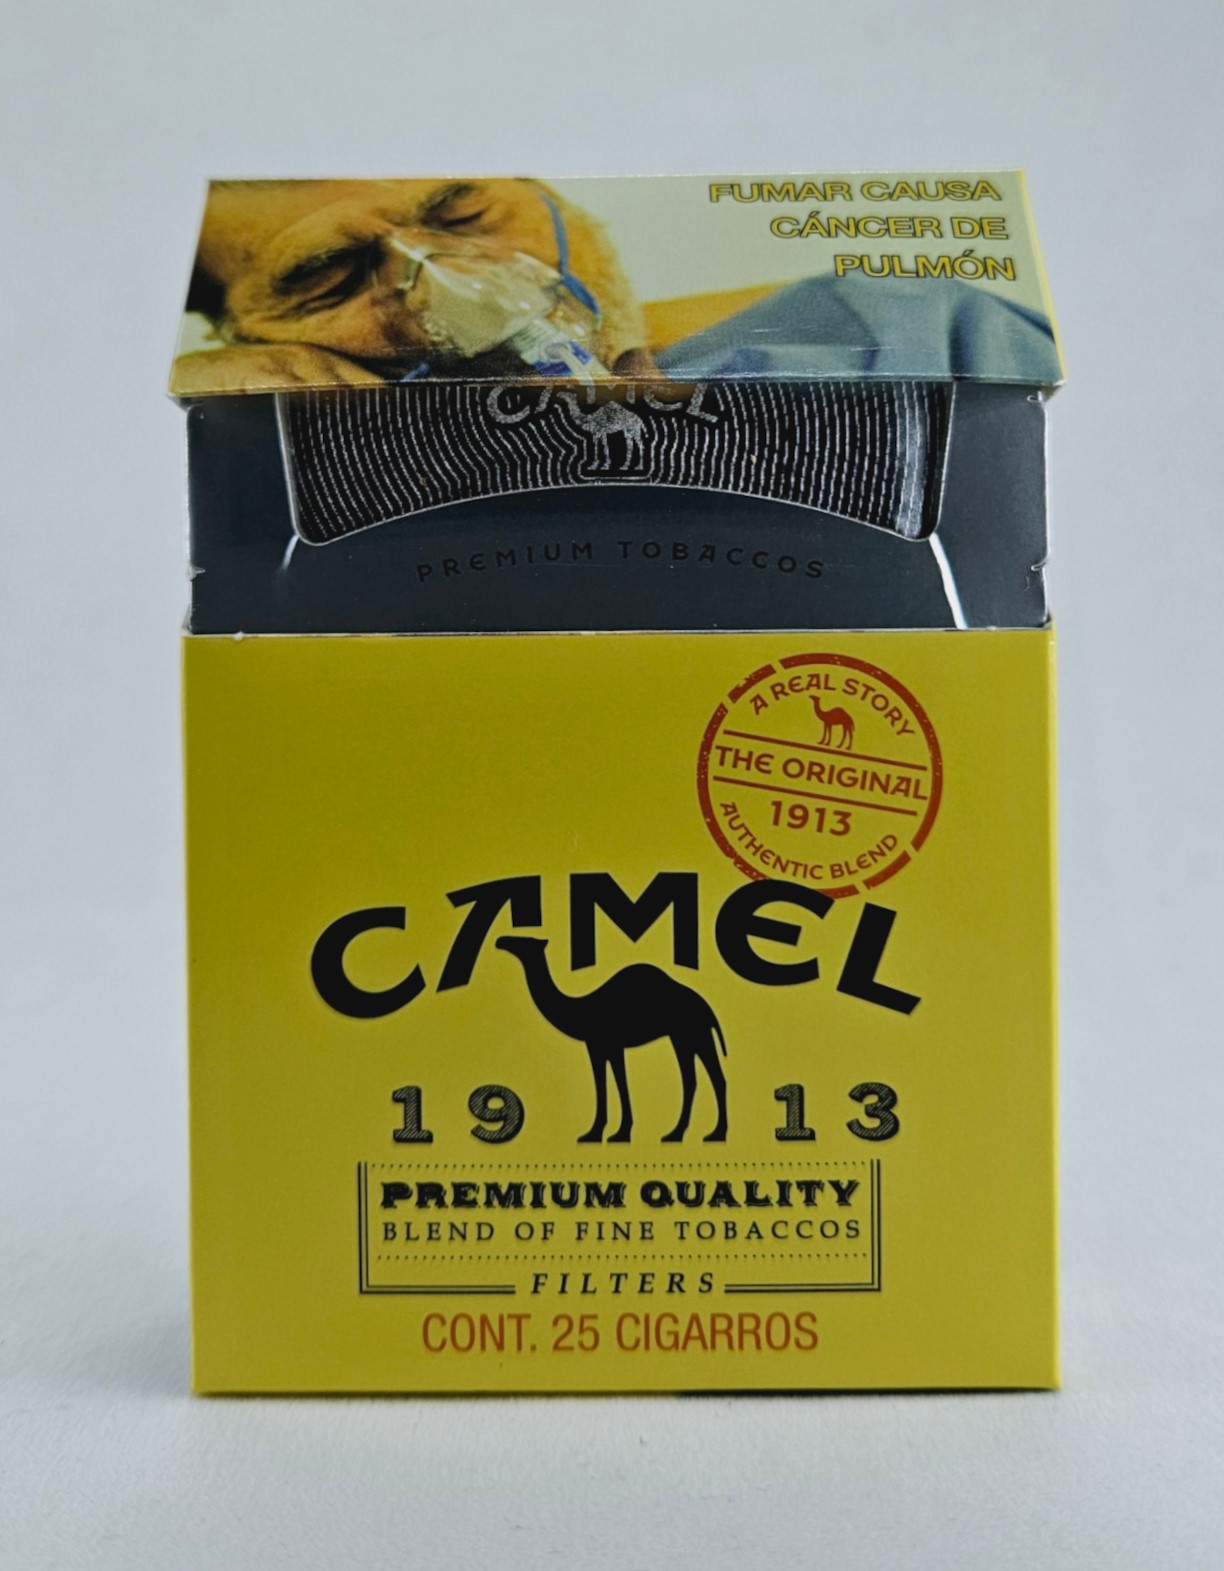 FUMAR CAUSA
CÁNCER DE
PULMÓN
CAMEL
PREMIUM TOBACCOS
A REAL STORY
THE ORIGINAL
1913
AUTHENTIC BLEND
CAMEL
19 13
PREMIUM QUALITY
BLEND OF FINE TOBACCOS
FILTERS
CONT. 25 CIGARROS